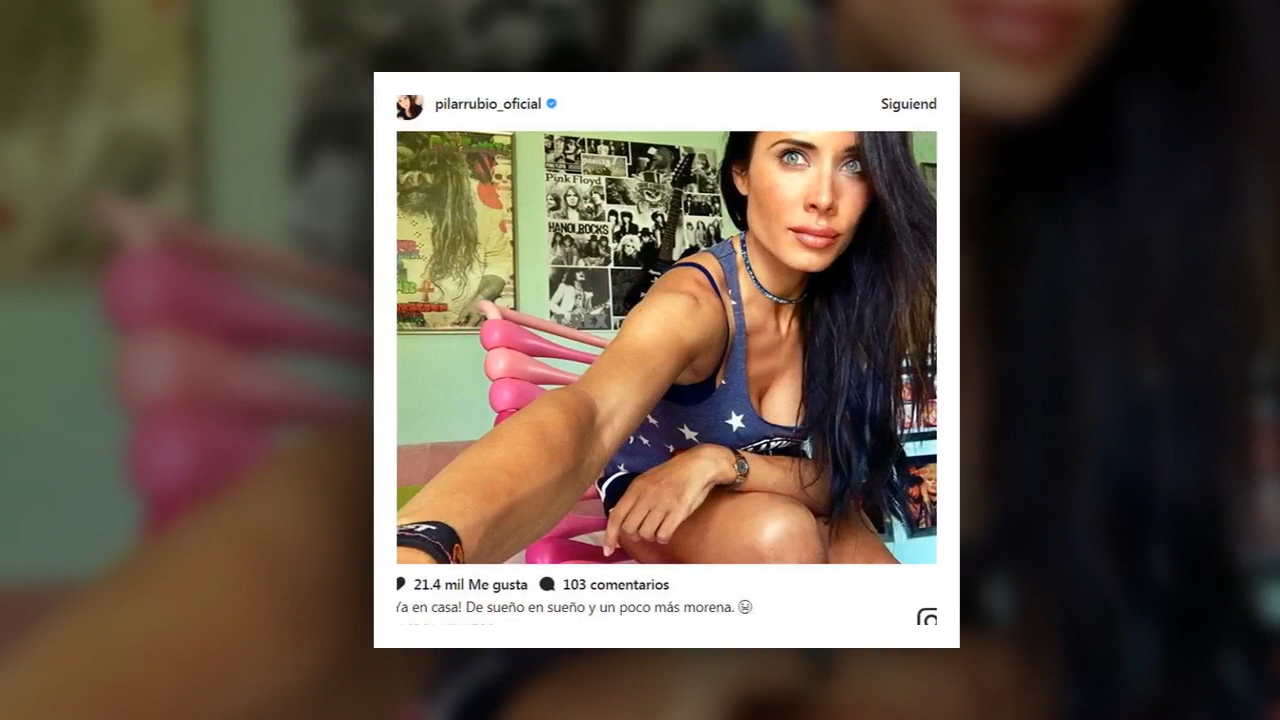 pilarrubio_oficial
Siguiend
Pink Floyd
HANOI ROCKS
21.4 mil Me gusta 103 comentarios
Ya en casa! De sueño en sueño y un poco más morena.